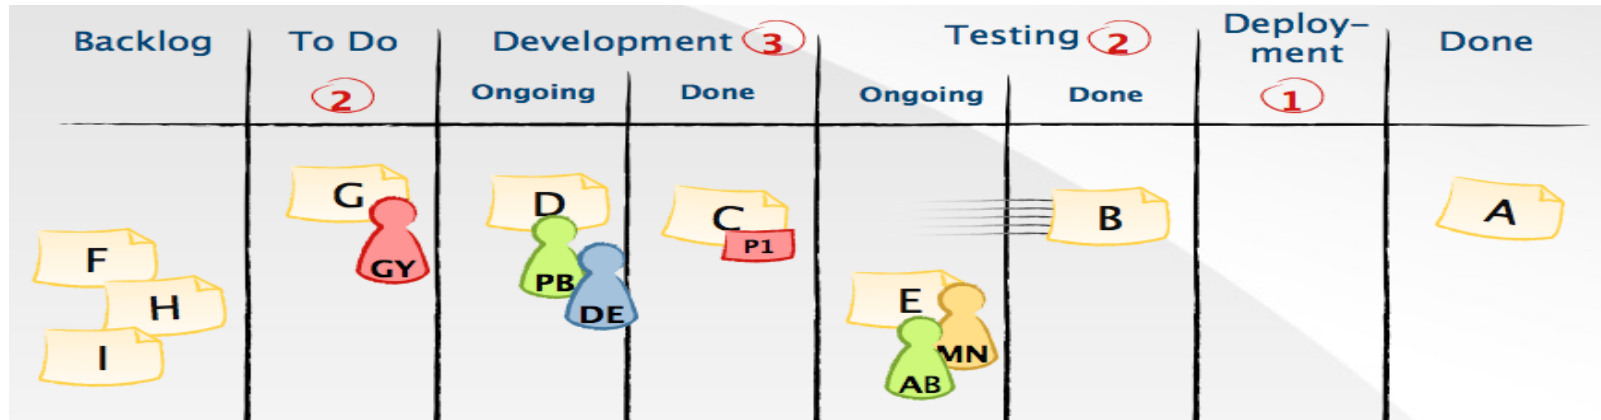 Backlog
To Do
2
Development 3
Ongoing
Done
Testing 2
Ongoing
Done
Deploy-
ment
1
Done
F
H
I
G
GY
D
PB
DE
C
P1
E
MN
AB
B
A